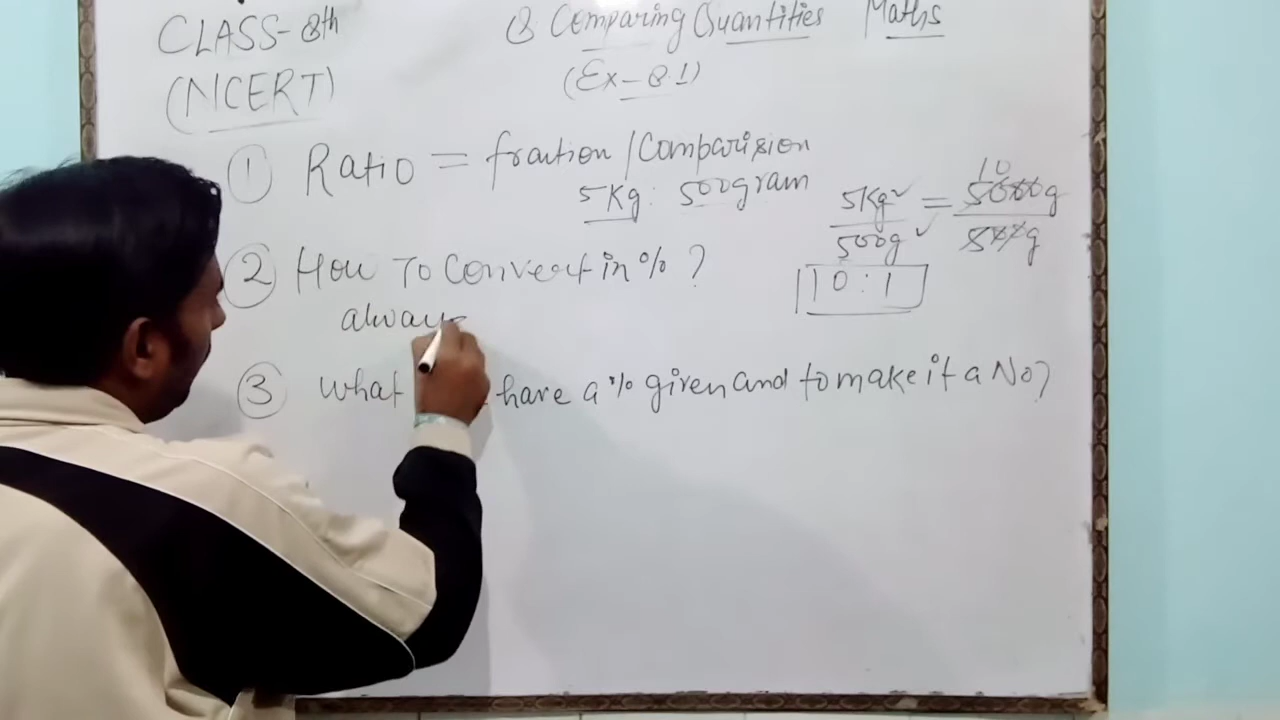 CLASS-8th
8 Comparing Quantities Maths
(NCERT)
(Ex-8.1)
① Ratio = fraction / Comparision
5Kg : 500gram
5Kg / 500g = 5000g / 500g
10
10 : 1
② How To Convert in % ?
always
③ what have a % given and to make it a No?